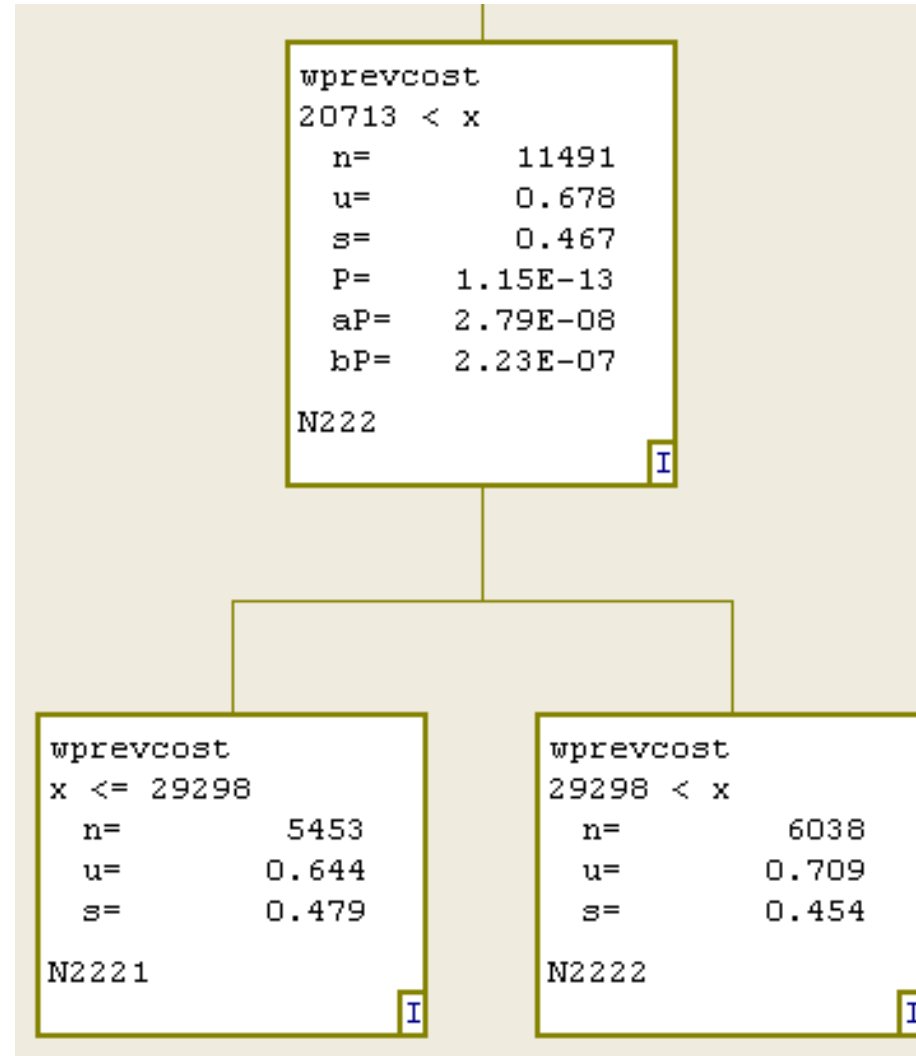 wprevcost
20713 < x
n= 11491
u= 0.678
s= 0.467
P= 1.15E-13
aP= 2.79E-08
bP= 2.23E-07
N222
I
wprevcost
x <= 29298
n= 5453
u= 0.644
s= 0.479
N2221
I
wprevcost
29298 < x
n= 6038
u= 0.709
s= 0.454
N2222
I